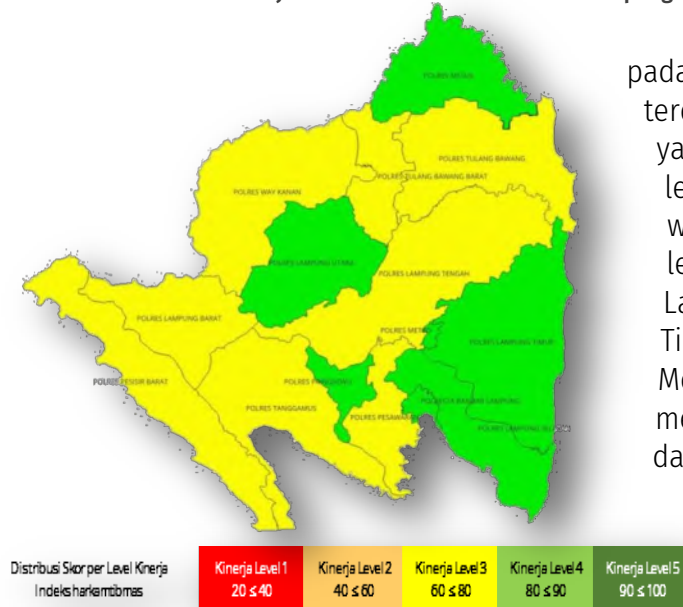 pada
POLRES MESUJI
POLRES TULANG BAWANG
POLRES TULANG BAWANG BARAT
POLRES WAY KANAN
POLRES LAMPUNG UTARA
POLRES LAMPUNG TENGAH
POLRES LAMPUNG BARAT
POLRES METRO
POLRES LAMPUNG TIMUR
POLRES PESISIR BARAT
POLRES PRINGSEWU
POLRES TANGGAMUS
POLRES
POLRESTA BANDAR LAMPUNG
POLRES LAMPUNG
ya
le
w
le
La
Ti
da
Distribusi Skor per Level Kinerja
Indeks harkamtibmas
Kinerja Level 1
20 ≤ 40
Kinerja Level 2
40 ≤ 60
Kinerja Level 3
60 ≤ 80
Kinerja Level 4
80 ≤ 90
Kinerja Level 5
90 ≤ 100